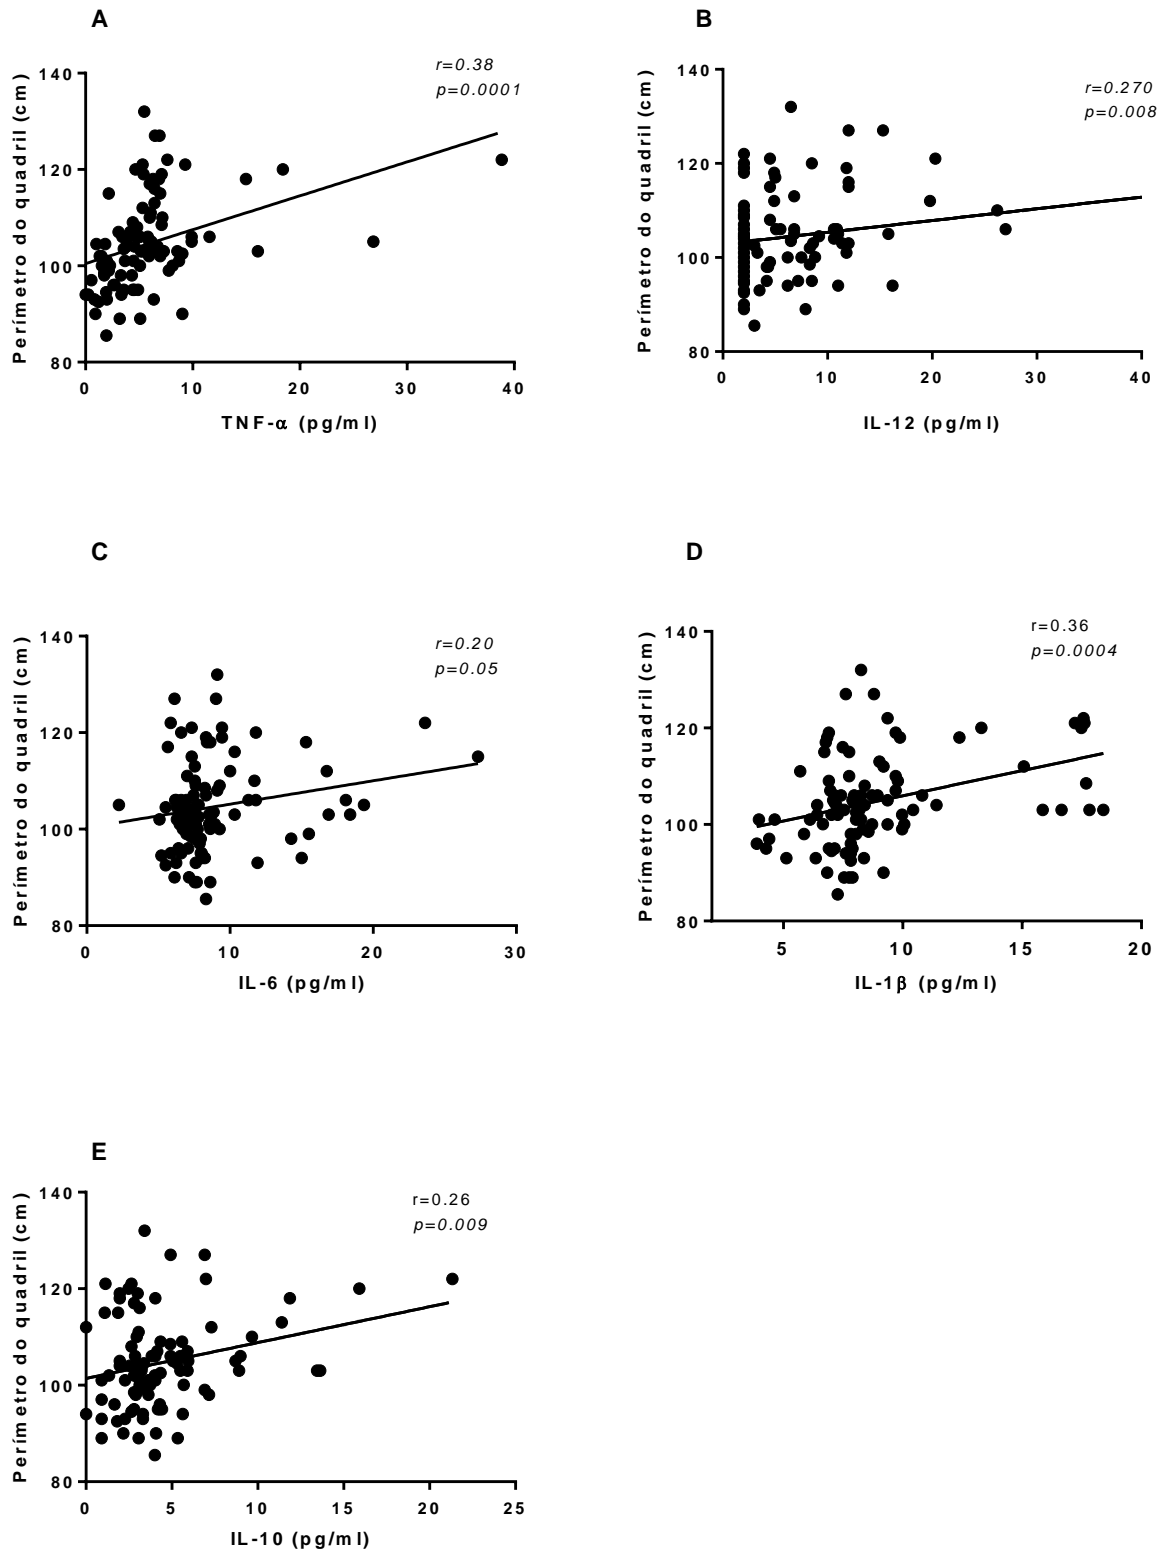 A
r=0.38
p=0.0001
Perímetro do quadril (cm)
140
120
100
80
0 10 20 30 40
TNF-α (pg/ml)
B
r=0.270
p=0.008
Perímetro do quadril (cm)
140
120
100
80
0 10 20 30 40
IL-12 (pg/ml)
C
r=0.20
p=0.05
Perímetro do quadril (cm)
140
120
100
80
0 10 20 30
IL-6 (pg/ml)
D
r=0.36
p=0.0004
Perímetro do quadril (cm)
140
120
100
80
5 10 15 20
IL-1β (pg/ml)
E
r=0.26
p=0.009
Perímetro do quadril (cm)
140
120
100
80
0 5 10 15 20 25
IL-10 (pg/ml)